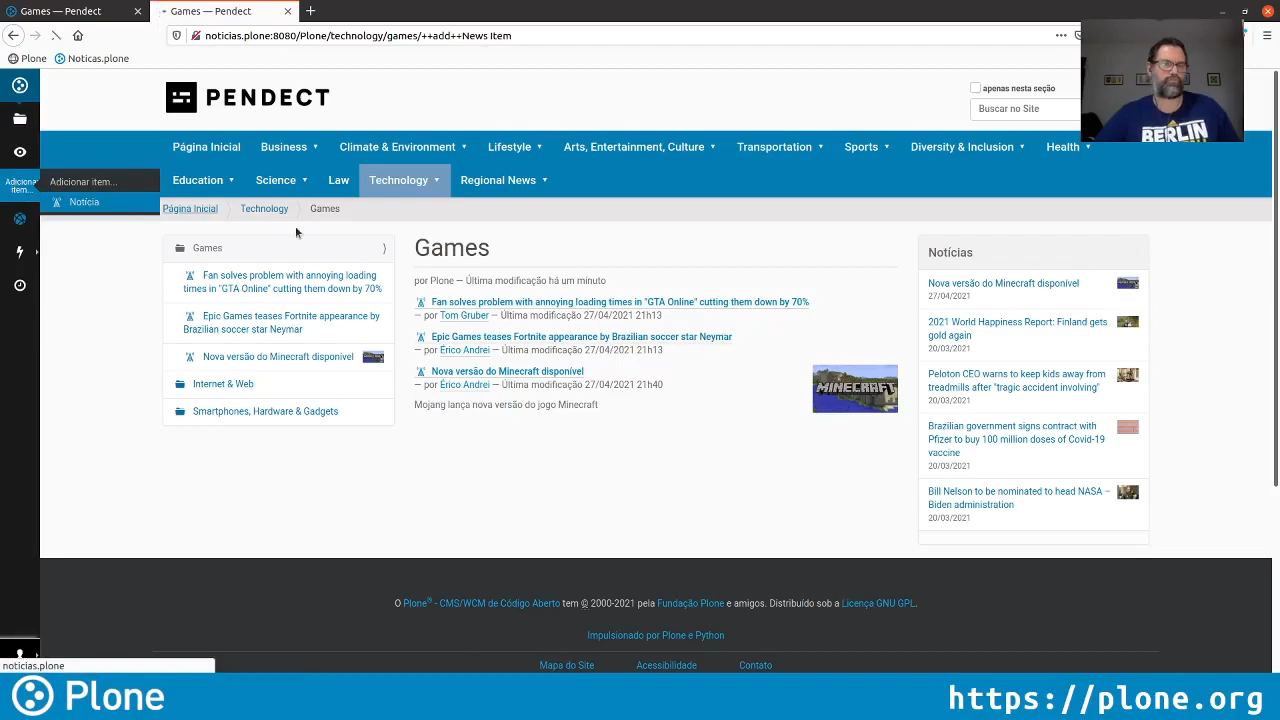 Games — PENDECT
Games — PENDECT
noticias.plone:8080/Plone/technology/games/++add++News Item
Plone
Noticas.plone
PENDECT
apenas nesta seção
Buscar no Site
BERLIN
Página Inicial
Business
Climate & Environment
Lifestyle
Arts, Entertainment, Culture
Transportation
Sports
Diversity & Inclusion
Health
Education
Science
Law
Technology
Regional News
Adicionar item...
Adicionar item...
Notícia
Página Inicial
Technology
Games
Games
Fan solves problem with annoying loading
times in "GTA Online" cutting them down by 70%
Epic Games teases Fortnite appearance by
Brazilian soccer star Neymar
Nova versão do Minecraft disponível
Internet & Web
Smartphones, Hardware & Gadgets
Games
por Plone — Última modificação há um minuto
Fan solves problem with annoying loading times in "GTA Online" cutting them down by 70%
— por Tom Gruber — Última modificação 27/04/2021 21h13
Epic Games teases Fortnite appearance by Brazilian soccer star Neymar
— por Érico Andrei — Última modificação 27/04/2021 21h13
Nova versão do Minecraft disponível
— por Érico Andrei — Última modificação 27/04/2021 21h40
Mojang lança nova versão do jogo Minecraft
MINECRAFT
Notícias
Nova versão do Minecraft disponível
27/04/2021
2021 World Happiness Report: Finland gets
gold again
20/03/2021
Peloton CEO warns to keep kids away from
treadmills after "tragic accident involving"
20/03/2021
Brazilian government signs contract with
Pfizer to buy 100 million doses of Covid-19
vaccine
20/03/2021
Bill Nelson to be nominated to head NASA –
Biden administration
20/03/2021
O Plone® - CMS/WCM de Código Aberto tem © 2000-2021 pela Fundação Plone e amigos. Distribuído sob a Licença GNU GPL.
Impulsionado por Plone e Python
Mapa do Site
Acessibilidade
Contato
noticias.plone
Plone
https://plone.org